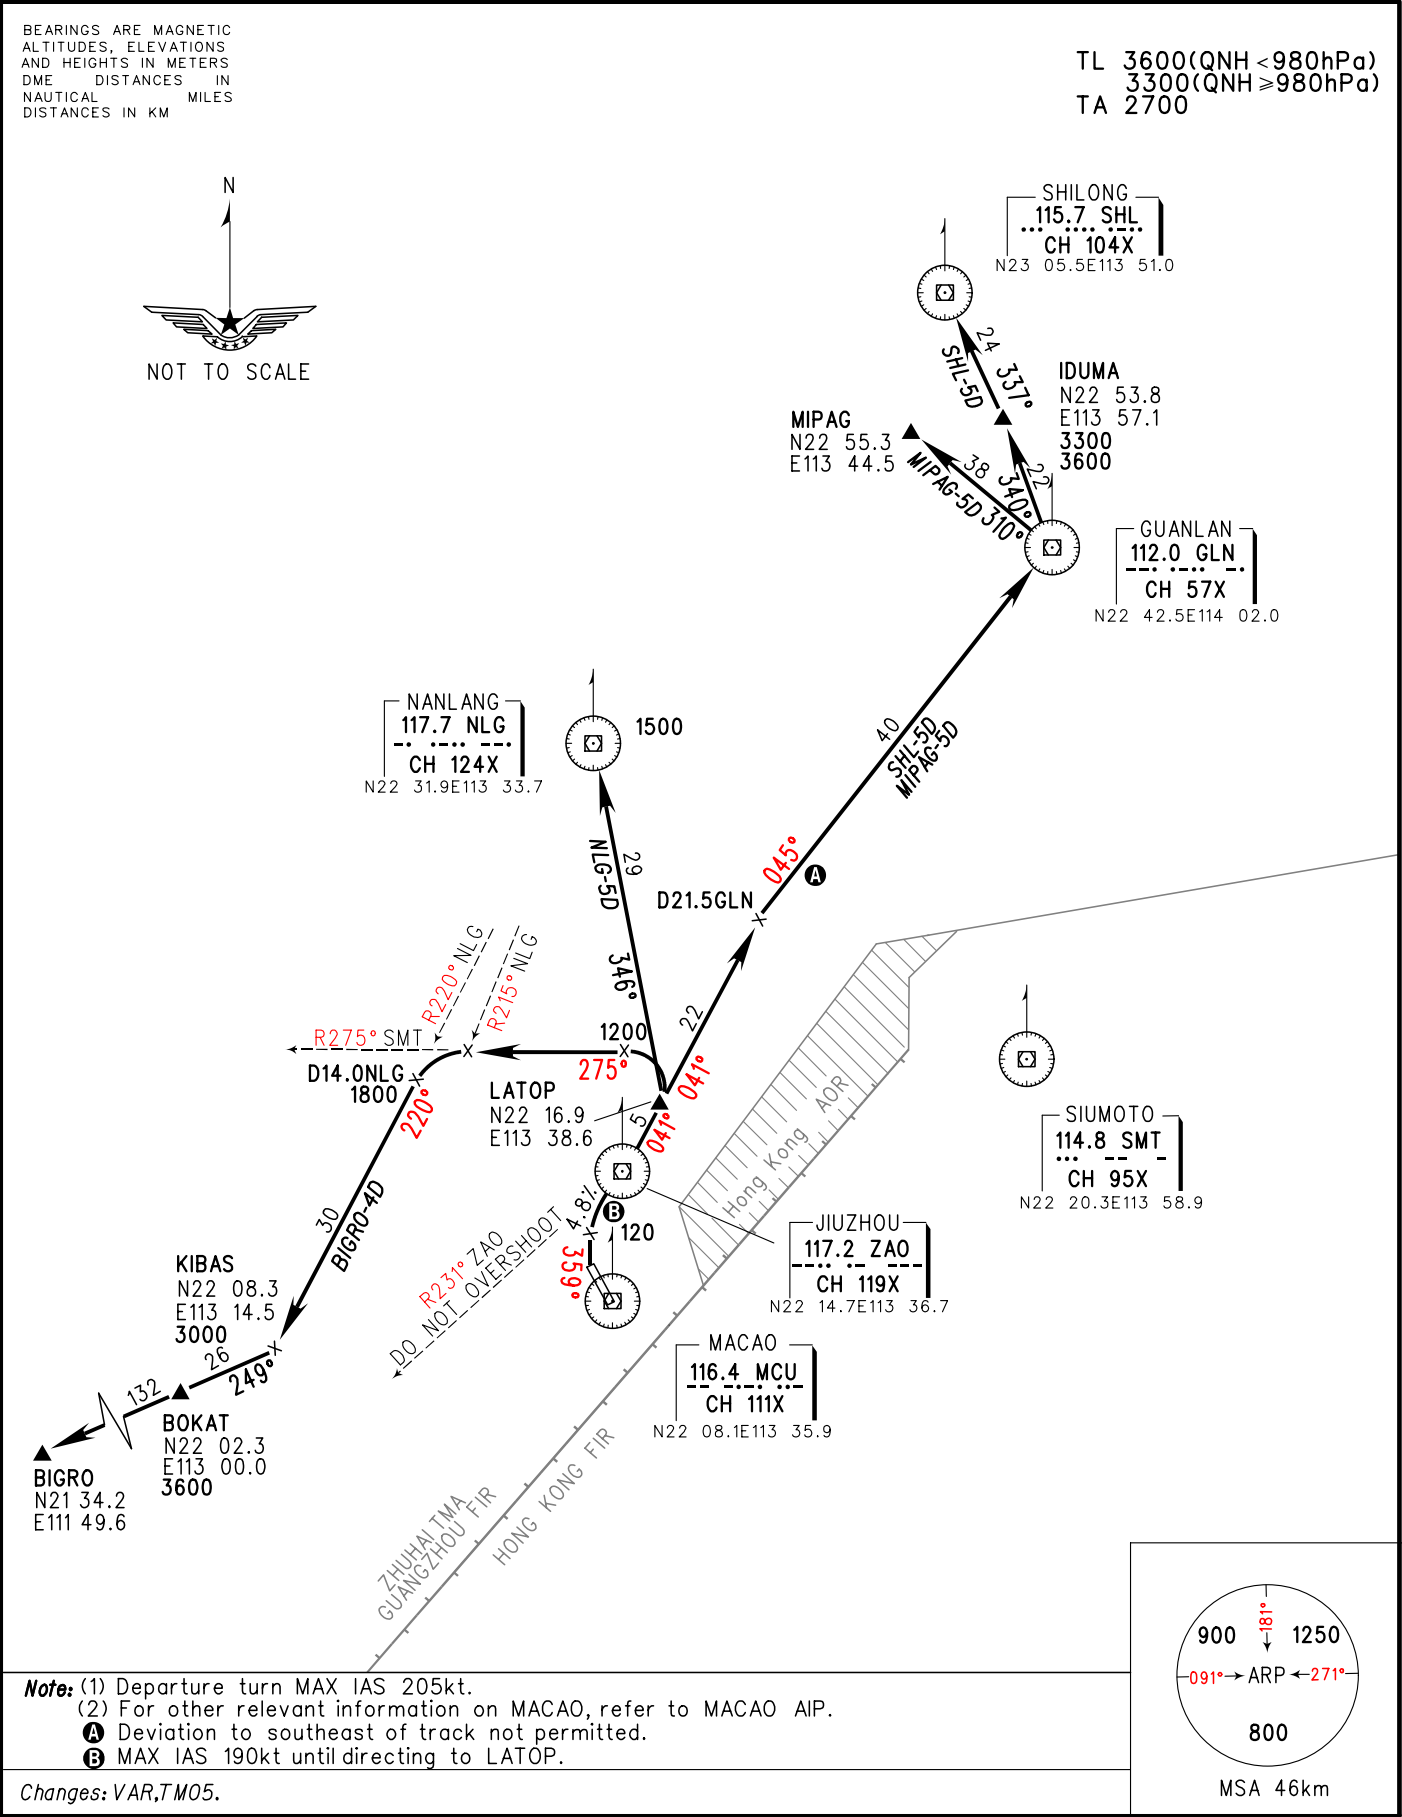 BEARINGS ARE MAGNETIC
ALTITUDES, ELEVATIONS
AND HEIGHTS IN METERS
DME DISTANCES IN
NAUTICAL MILES
DISTANCES IN KM
TL 3600(QNH<980hPa)
3300(QNH≥980hPa)
TA 2700
N
NOT TO SCALE
SHILONG
115.7 SHL
CH 104X
N23 05.5E113 51.0
24
337°
SHL-5D
IDUMA
N22 53.8
E113 57.1
3300
3600
MIPAG
N22 55.3
E113 44.5
38
MIPAG-5D 310°
22
340°
GUANLAN
112.0 GLN
CH 57X
N22 42.5E114 02.0
NANLANG
117.7 NLG
CH 124X
N22 31.9E113 33.7
1500
40
SHL-5D
MIPAG-5D
NLG-5D
29
346°
045°
A
D21.5GLN
R220° NLG
R215° NLG
R275° SMT
1200
275°
22
041°
D14.0NLG
1800
220°
LATOP
N22 16.9
E113 38.6
5
041°
Hong Kong AOR
SIUMOTO
114.8 SMT
CH 95X
N22 20.3E113 58.9
30
BIGRO-4D
4.8%
B
120
359°
R231° ZAO
DO NOT OVERSHOOT
JIUZHOU
117.2 ZAO
CH 119X
N22 14.7E113 36.7
KIBAS
N22 08.3
E113 14.5
3000
26
249°
132
MACAO
116.4 MCU
CH 111X
N22 08.1E113 35.9
BOKAT
N22 02.3
E113 00.0
3600
BIGRO
N21 34.2
E111 49.6
ZHUHAI TMA
GUANGZHOU FIR
HONG KONG FIR
900
181°
1250
091°
ARP
271°
800
MSA 46km
Note: (1) Departure turn MAX IAS 205kt.
(2) For other relevant information on MACAO, refer to MACAO AIP.
A Deviation to southeast of track not permitted.
B MAX IAS 190kt until directing to LATOP.
Changes: VAR,TM05.